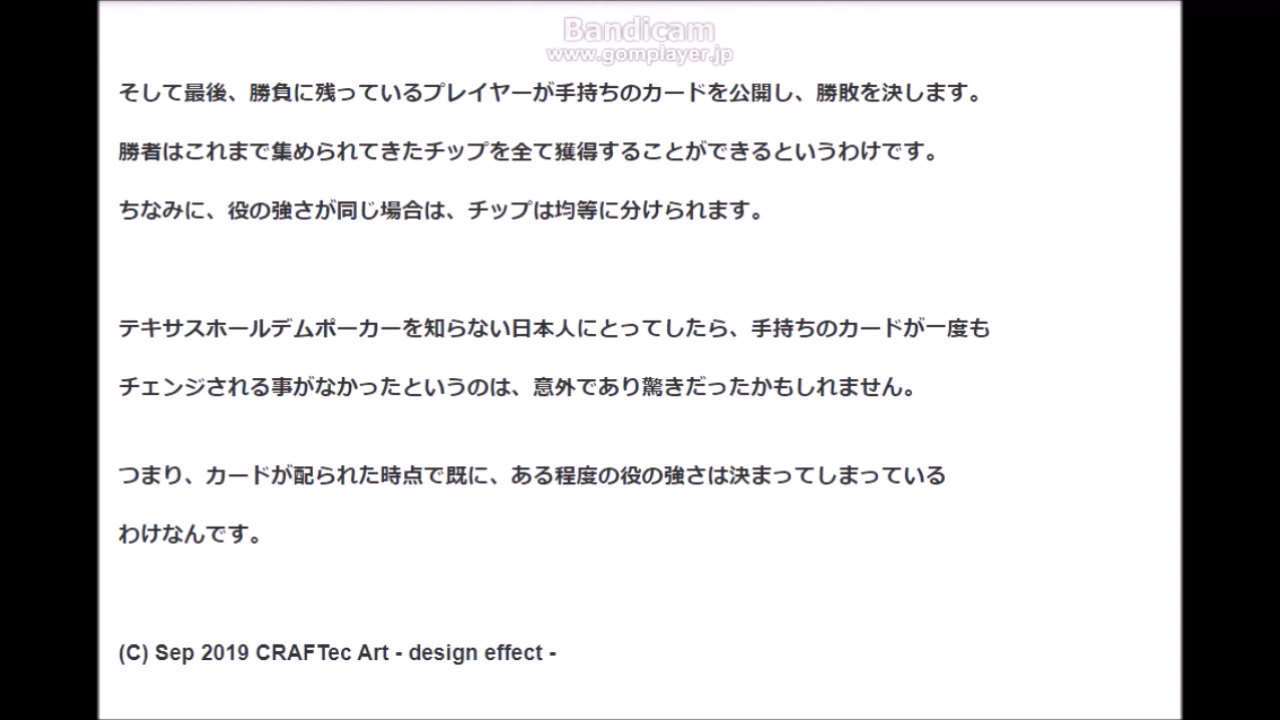 Bandicam
www.gomplayer.jp
そして最後、勝負に残っているプレイヤーが手持ちのカードを公開し、勝敗を決します。
勝者はこれまで集められてきたチップを全て獲得することができるというわけです。
ちなみに、役の強さが同じ場合は、チップは均等に分けられます。
テキサスホールデムポーカーを知らない日本人にとってしたら、手持ちのカードが一度も
チェンジされる事がなかったというのは、意外であり驚きだったかもしれません。
つまり、カードが配られた時点で既に、ある程度の役の強さは決まってしまっている
わけなんです。
(C) Sep 2019 CRAFTec Art - design effect -